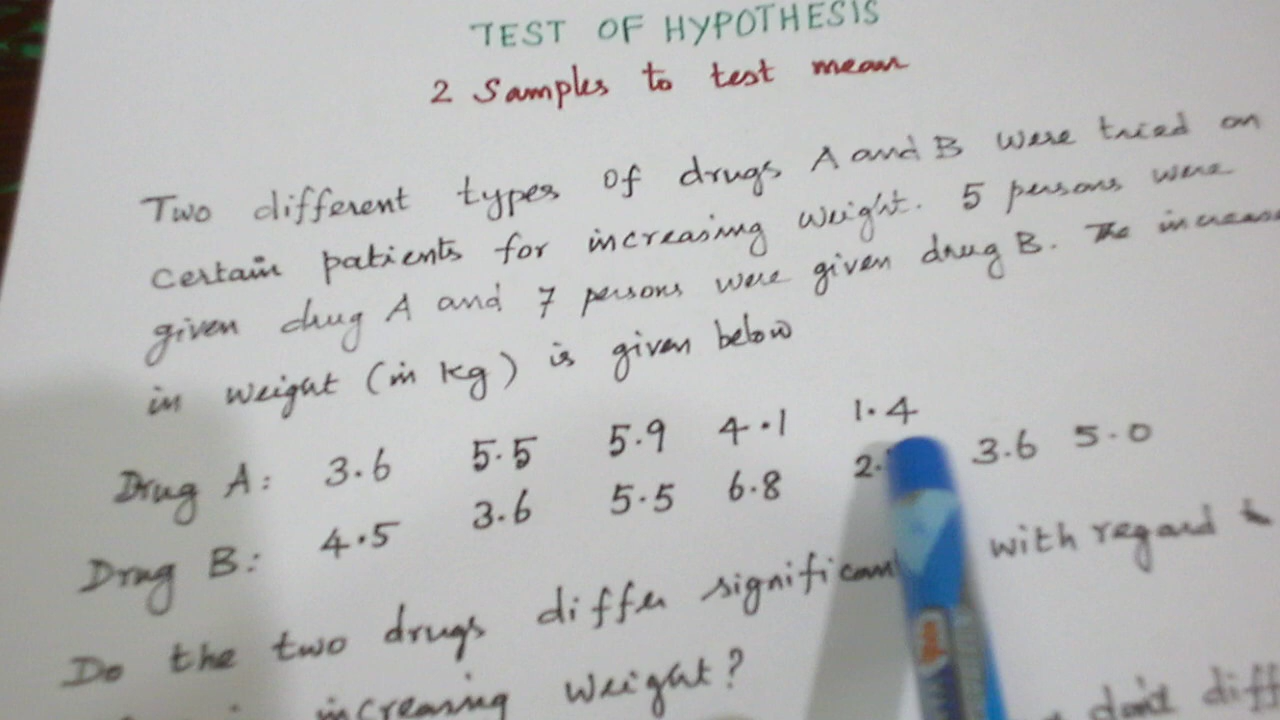 TEST OF HYPOTHESIS
2 Samples to test mean
Two different types of drugs A and B were tried on
certain patients for increasing weight. 5 persons were
given drug A and 7 persons were given drug B. The increase
in weight (in kg) is given below
Drug A: 3.6 5.5 5.9 4.1 1.4
Drug B: 4.5 3.6 5.5 6.8 3.6 5.0
Do the two drugs differ with regard to
increasing weight?
don't